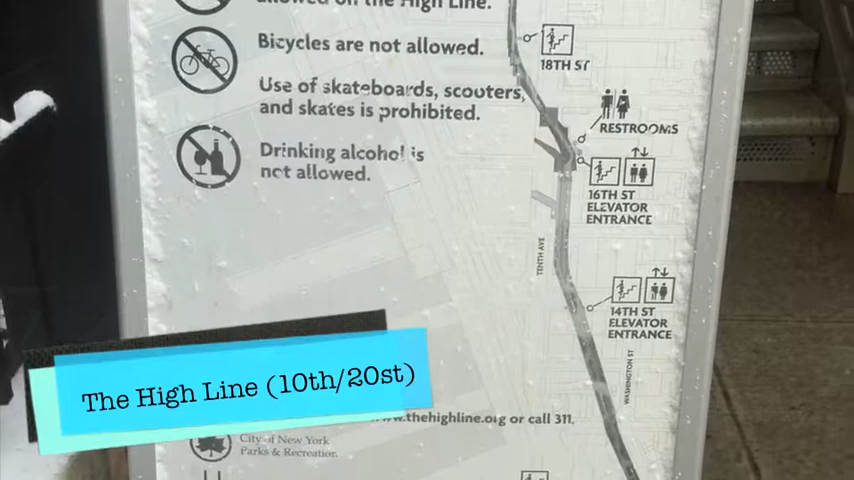 allowed on the High Line.
Bicycles are not allowed.
Use of skateboards, scooters,
and skates is prohibited.
Drinking alcohol is
not allowed.
18TH ST
RESTROOMS
16TH ST
ELEVATOR
ENTRANCE
TENTH AVE
14TH ST
ELEVATOR
ENTRANCE
WASHINGTON ST
The High Line (10th/20st)
www.thehighline.org or call 311.
City of New York
Parks & Recreation